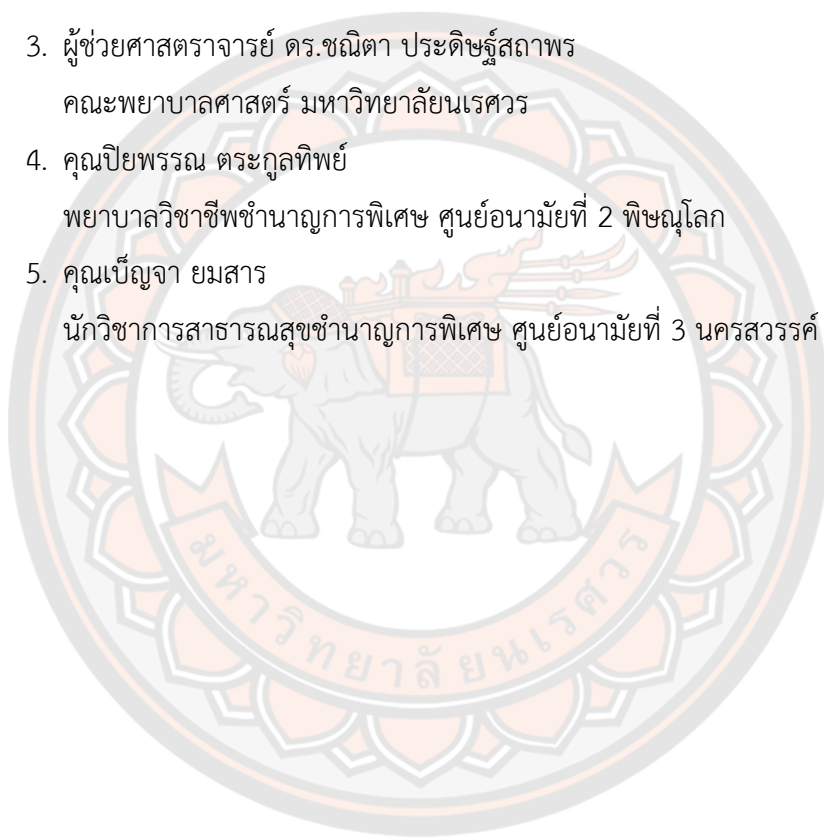 3. ผู้ช่วยศาสตราจารย์ ดร.ชณิตา ประดิษฐ์สถาพร
คณะพยาบาลศาสตร์ มหาวิทยาลัยนเรศวร
4. คุณปิยพรรณ ตระกูลทิพย์
พยาบาลวิชาชีพชำนาญการพิเศษ ศูนย์อนามัยที่ 2 พิษณุโลก
5. คุณเบ็ญจา ยมสาร
นักวิชาการสาธารณสุขชำนาญการพิเศษ ศูนย์อนามัยที่ 3 นครสวรรค์
มหาวิทยาลัยนเรศวร